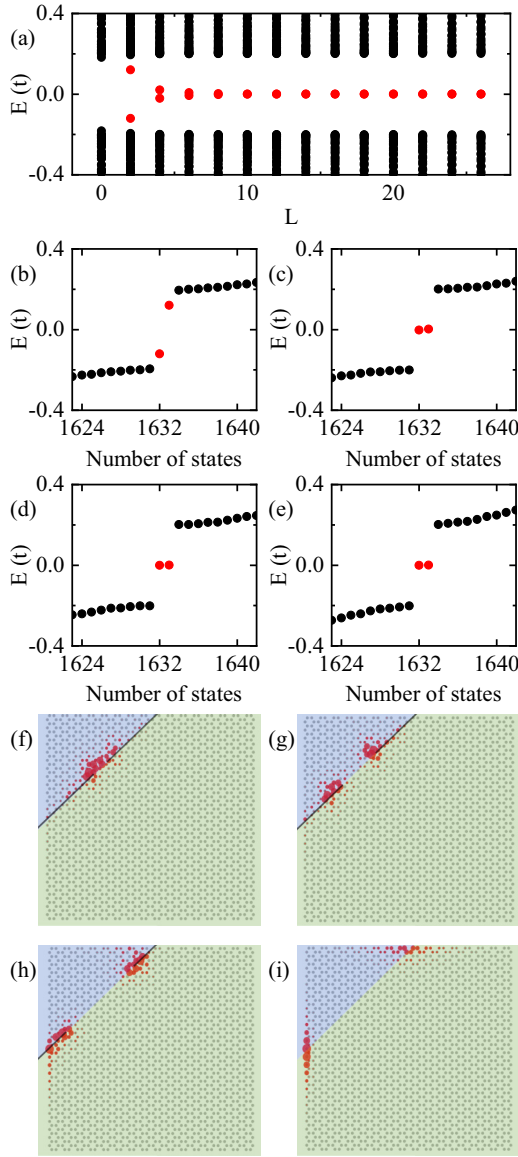 (a)
E (t)
0.4
0.0
-0.4
0 10 20
L
(b) (c)
E (t) E (t)
0.4 0.4
0.0 0.0
-0.4 -0.4
1624 1632 1640 1624 1632 1640
Number of states Number of states
(d) (e)
E (t) E (t)
0.4 0.4
0.0 0.0
-0.4 -0.4
1624 1632 1640 1624 1632 1640
Number of states Number of states
(f) (g)
(h) (i)